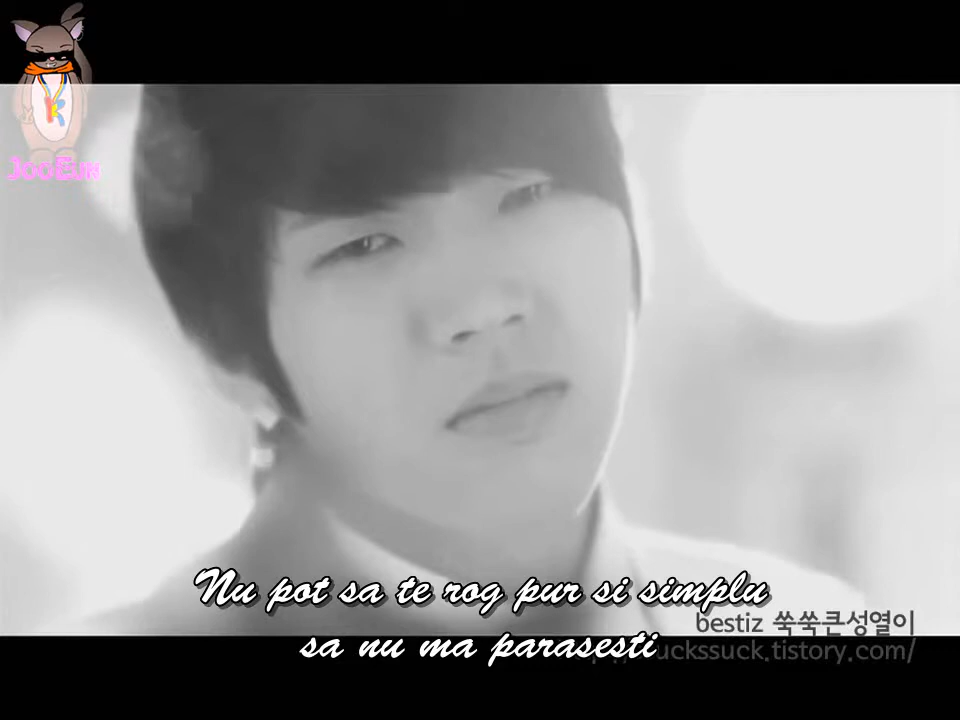 JooEun
Nu pot sa te rog pur si simplu
sa nu ma parasesti
bestiz 쑥쑥큰성열이
uckssuck.tistory.com/